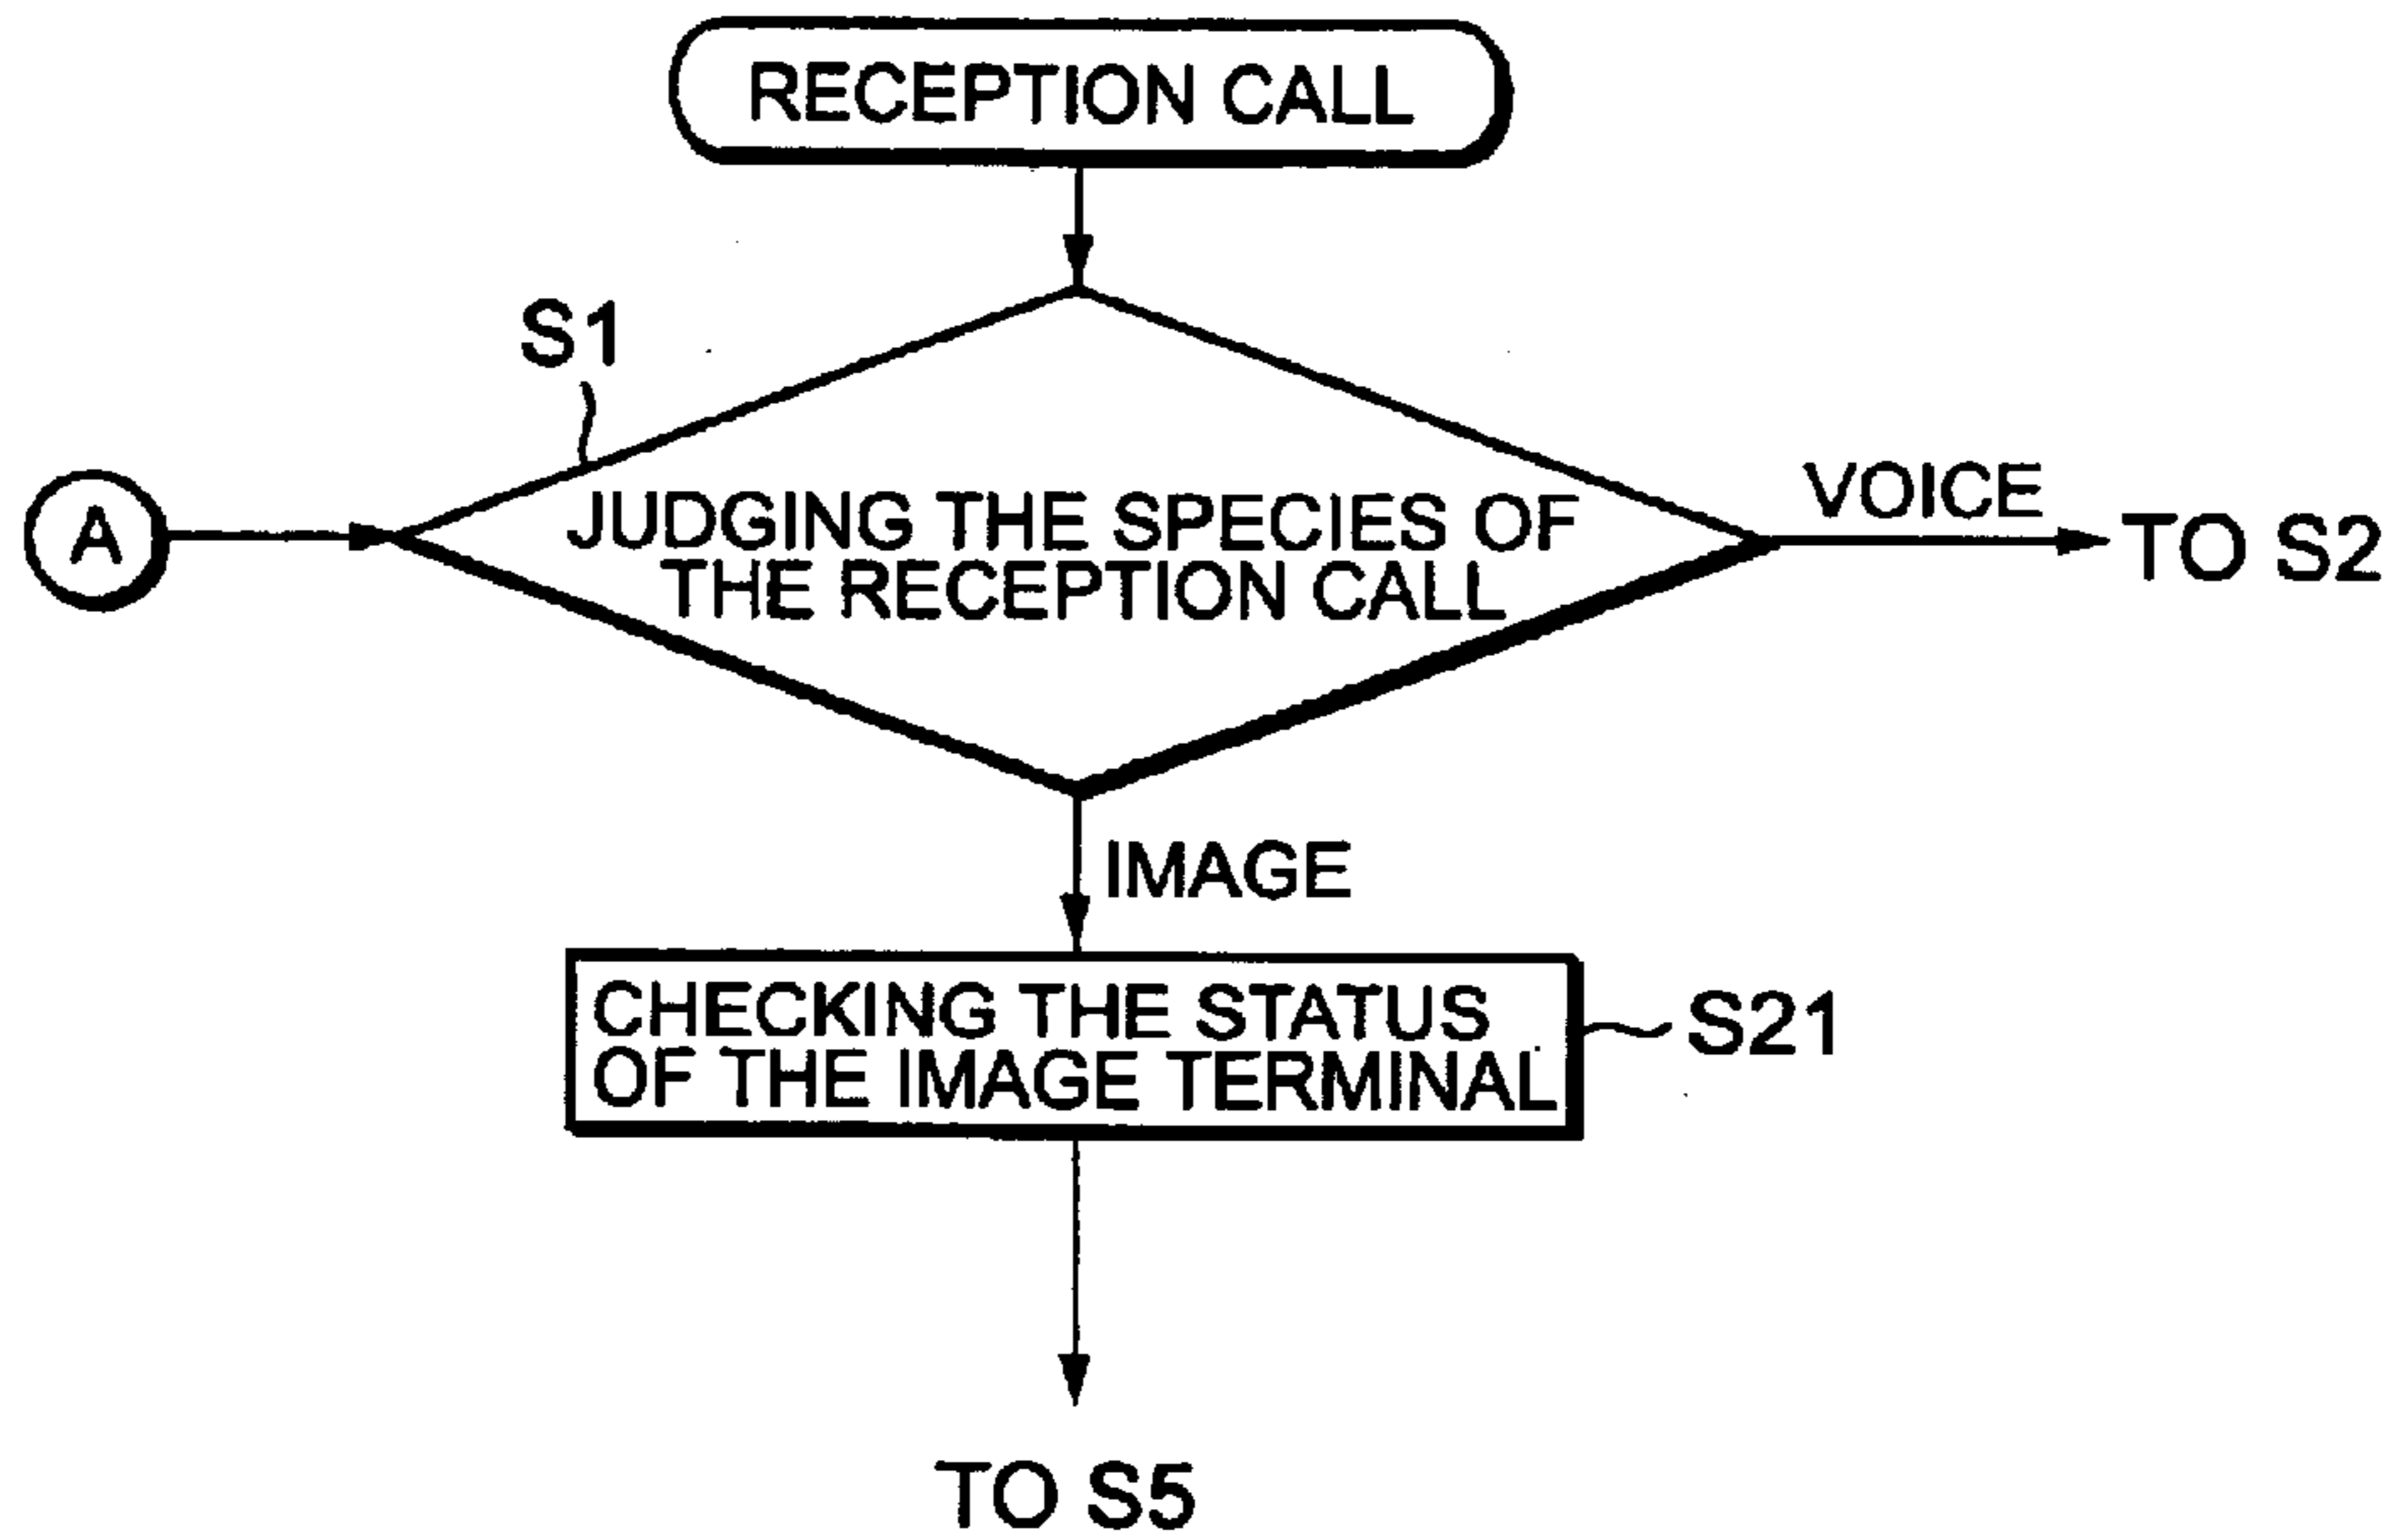 RECEPTION CALL
S1
A
JUDGING THE SPECIES OF
THE RECEPTION CALL
VOICE
TO S2
IMAGE
CHECKING THE STATUS
OF THE IMAGE TERMINAL
S21
TO S5